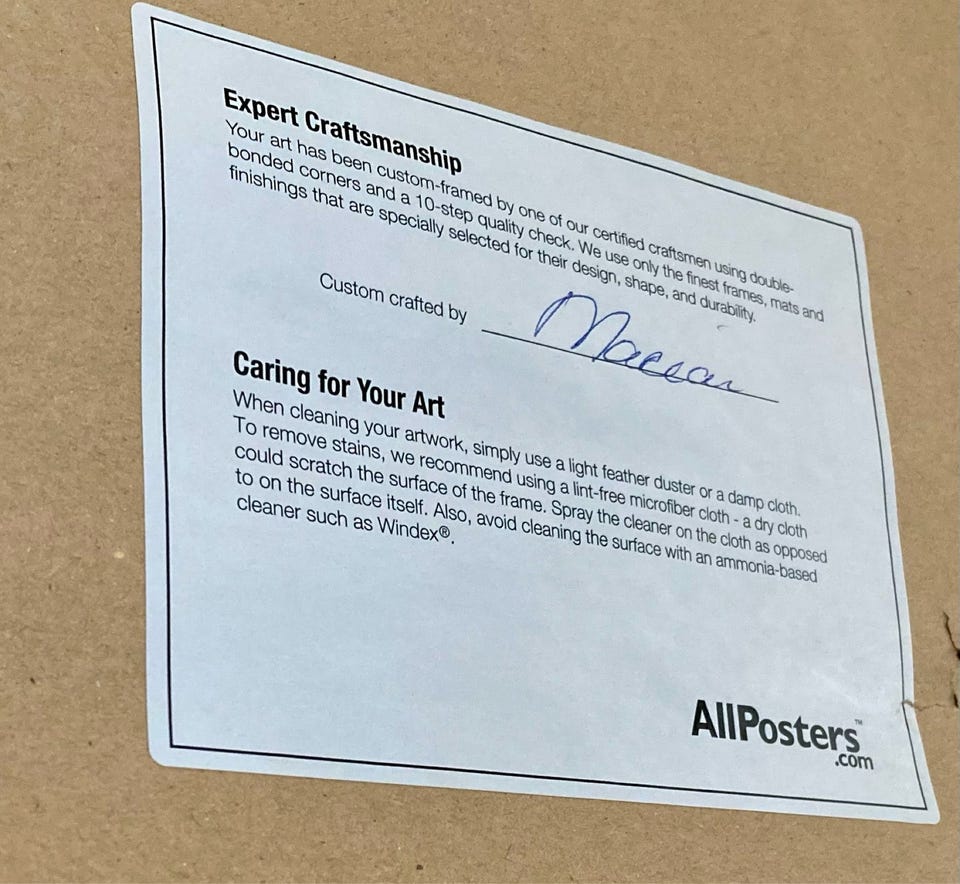 Expert Craftsmanship
Your art has been custom-framed by one of our certified craftsmen using double-
bonded corners and a 10-step quality check. We use only the finest frames, mats and
finishings that are specially selected for their design, shape, and durability.
Custom crafted by
Caring for Your Art
When cleaning your artwork, simply use a light feather duster or a damp cloth.
To remove stains, we recommend using a lint-free microfiber cloth - a dry cloth
could scratch the surface of the frame. Spray the cleaner on the cloth as opposed
to on the surface itself. Also, avoid cleaning the surface with an ammonia-based
cleaner such as Windex®.
AllPosters™
.com